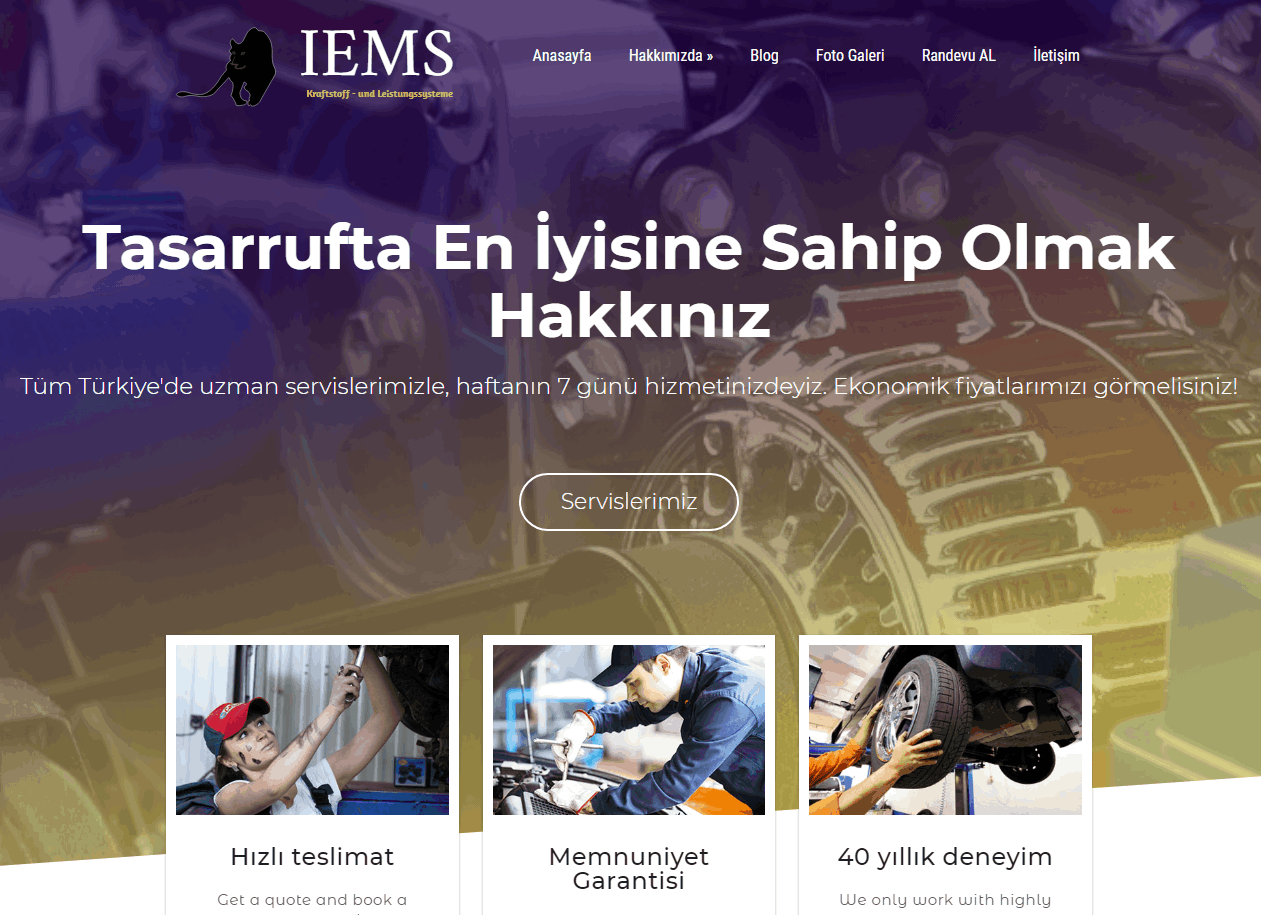 IEMS
Kraftstoff - und Leistungssysteme
Anasayfa Hakkımızda » Blog Foto Galeri Randevu AL İletişim
Tasarrufta En İyisine Sahip Olmak
Hakkınız
Tüm Türkiye'de uzman servislerimizle, haftanın 7 günü hizmetinizdeyiz. Ekonomik fiyatlarımızı görmelisiniz!
Servislerimiz
Hızlı teslimat
Get a quote and book a
Memnuniyet
Garantisi
40 yıllık deneyim
We only work with highly